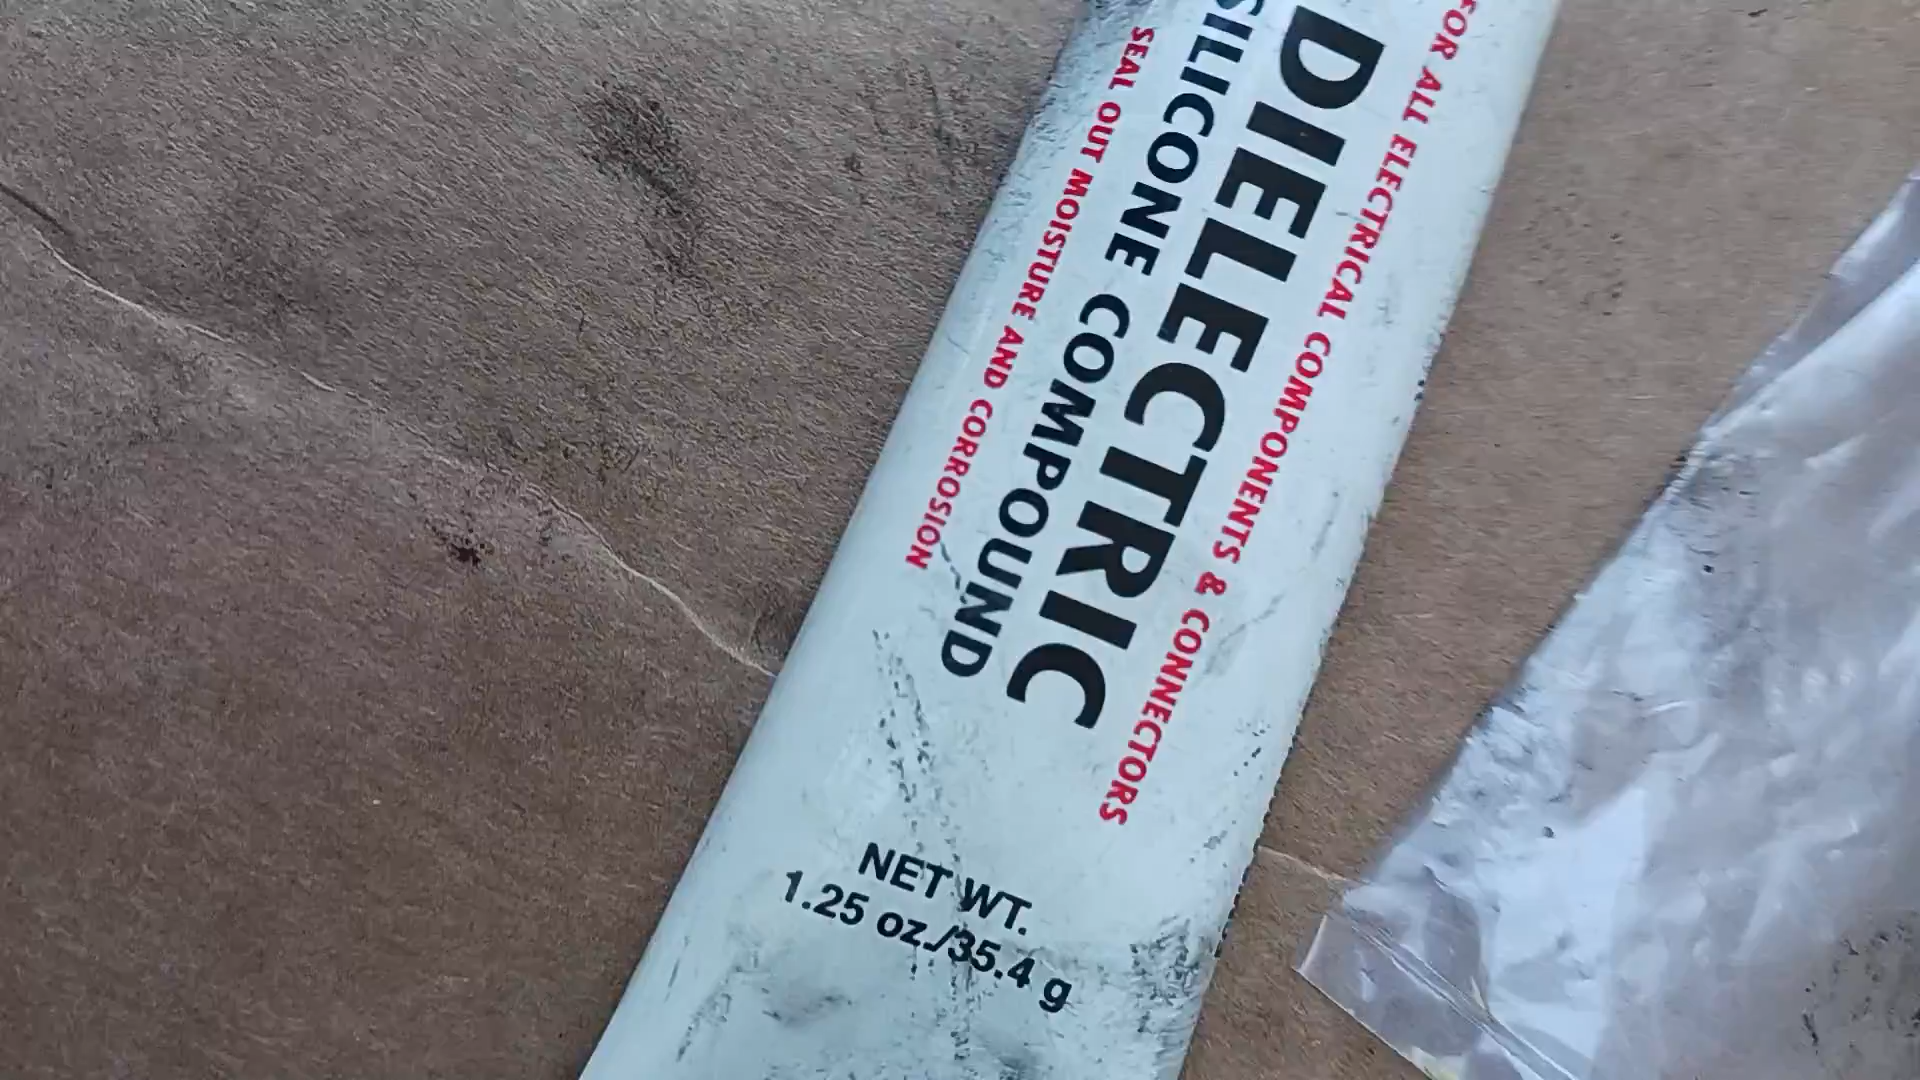 FOR ALL ELECTRICAL COMPONENTS & CONNECTORS
DIELECTRIC
SILICONE COMPOUND
SEAL OUT MOISTURE AND CORROSION
NET WT.
1.25 oz./35.4 g